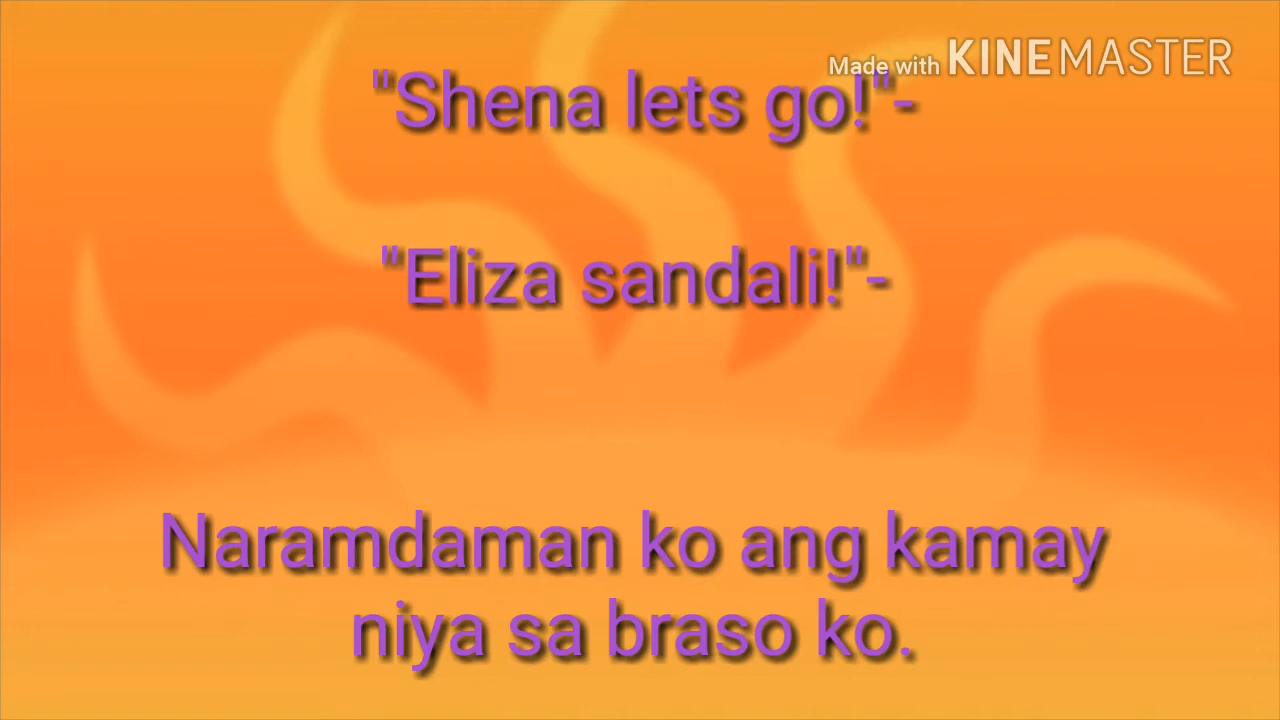 Made with KINEMASTER
"Shena lets go!"-
"Eliza sandali!"-
Naramdaman ko ang kamay
niya sa braso ko.